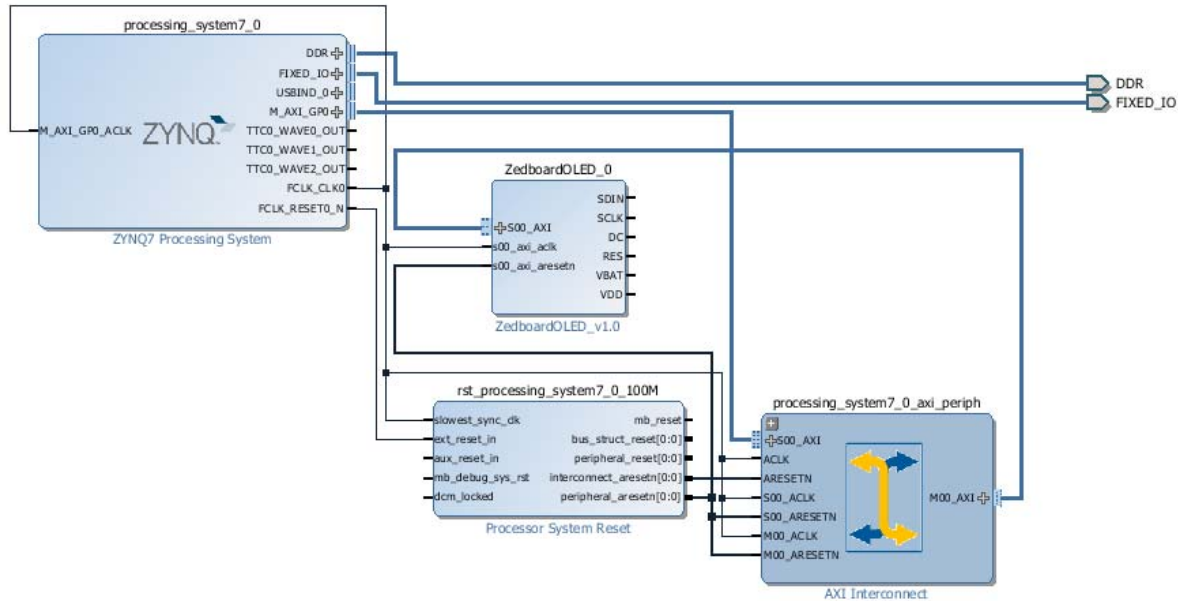 processing_system7_0
DDR
FIXED_IO
USBIND_0
M_AXI_GP0
M_AXI_GP0_ACLK
ZYNQ
TTC0_WAVE0_OUT
TTC0_WAVE1_OUT
TTC0_WAVE2_OUT
FCLK_CLK0
FCLK_RESET0_N
ZYNQ7 Processing System
DDR
FIXED_IO
ZedboardOLED_0
S00_AXI
s00_axi_aclk
s00_axi_aresetn
SDIN
SCLK
DC
RES
VBAT
VDD
ZedboardOLED_v1.0
rst_processing_system7_0_100M
slowest_sync_clk
ext_reset_in
aux_reset_in
mb_debug_sys_rst
dcm_locked
mb_reset
bus_struct_reset[0:0]
peripheral_reset[0:0]
interconnect_aresetn[0:0]
peripheral_aresetn[0:0]
Processor System Reset
processing_system7_0_axi_periph
S00_AXI
ACLK
ARESETN
S00_ACLK
S00_ARESETN
M00_ACLK
M00_ARESETN
M00_AXI
AXI Interconnect